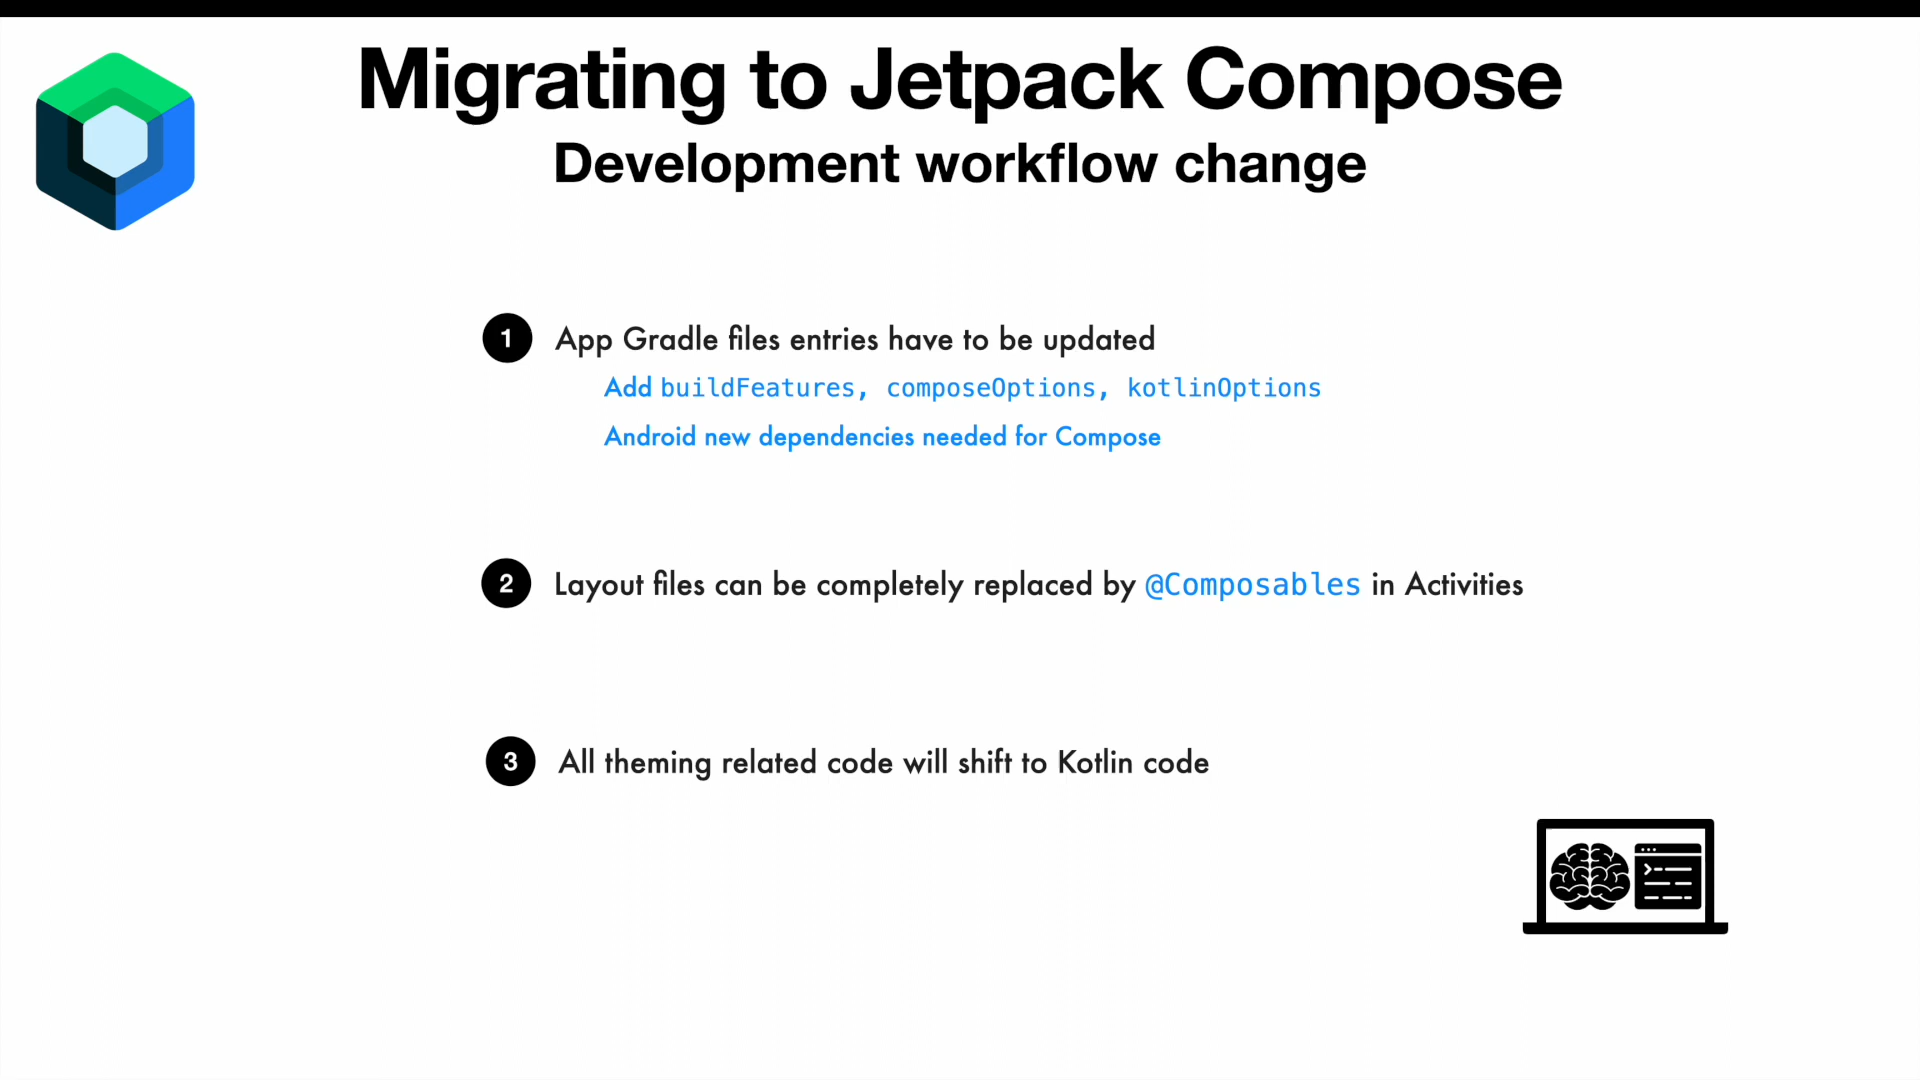 Migrating to Jetpack Compose
Development workflow change
1 App Gradle files entries have to be updated
Add buildFeatures, composeOptions, kotlinOptions
Android new dependencies needed for Compose
2 Layout files can be completely replaced by @Composables in Activities
3 All theming related code will shift to Kotlin code